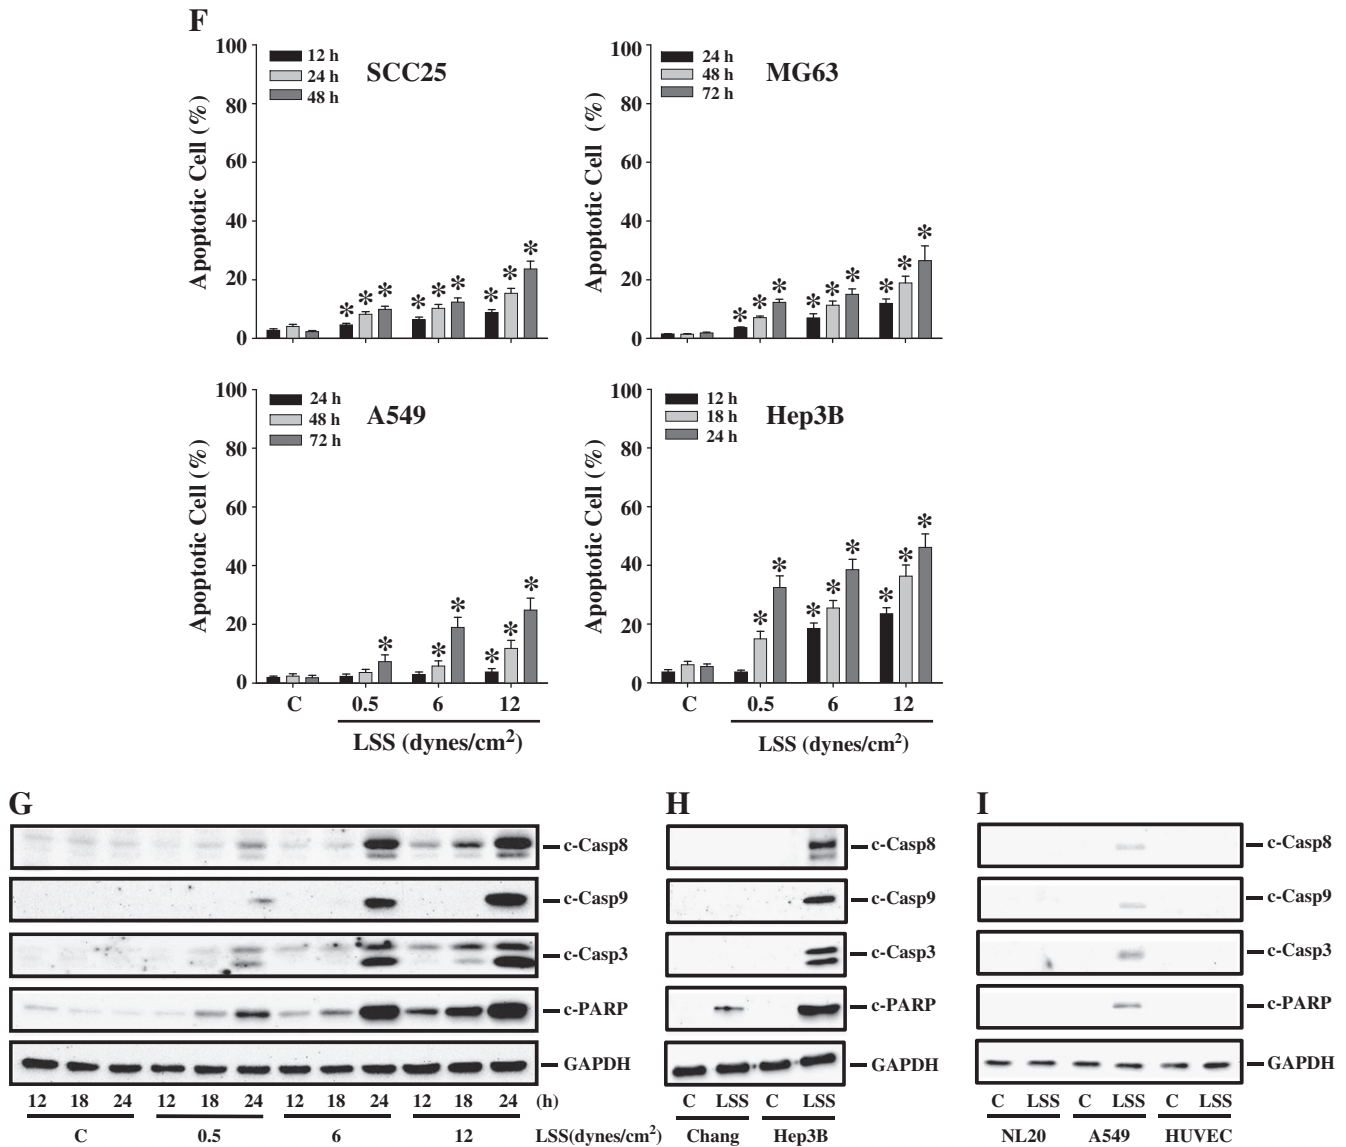 F
100
80
60
40
20
0
Apoptotic Cell (%)
12 h
24 h
48 h
SCC25
* * * * * * * * *
100
80
60
40
20
0
Apoptotic Cell (%)
24 h
48 h
72 h
MG63
* * * * * * * * *
100
80
60
40
20
0
Apoptotic Cell (%)
24 h
48 h
72 h
A549
* * * * * *
C 0.5 6 12
LSS (dynes/cm²)
100
80
60
40
20
0
Apoptotic Cell (%)
12 h
18 h
24 h
Hep3B
* * * * * * * *
C 0.5 6 12
LSS (dynes/cm²)
G
c-Casp8
c-Casp9
c-Casp3
c-PARP
GAPDH
12 18 24 12 18 24 12 18 24 12 18 24 (h)
C 0.5 6 12 LSS(dynes/cm²)
H
c-Casp8
c-Casp9
c-Casp3
c-PARP
GAPDH
C LSS C LSS
Chang Hep3B
I
c-Casp8
c-Casp9
c-Casp3
c-PARP
GAPDH
C LSS C LSS C LSS
NL20 A549 HUVEC